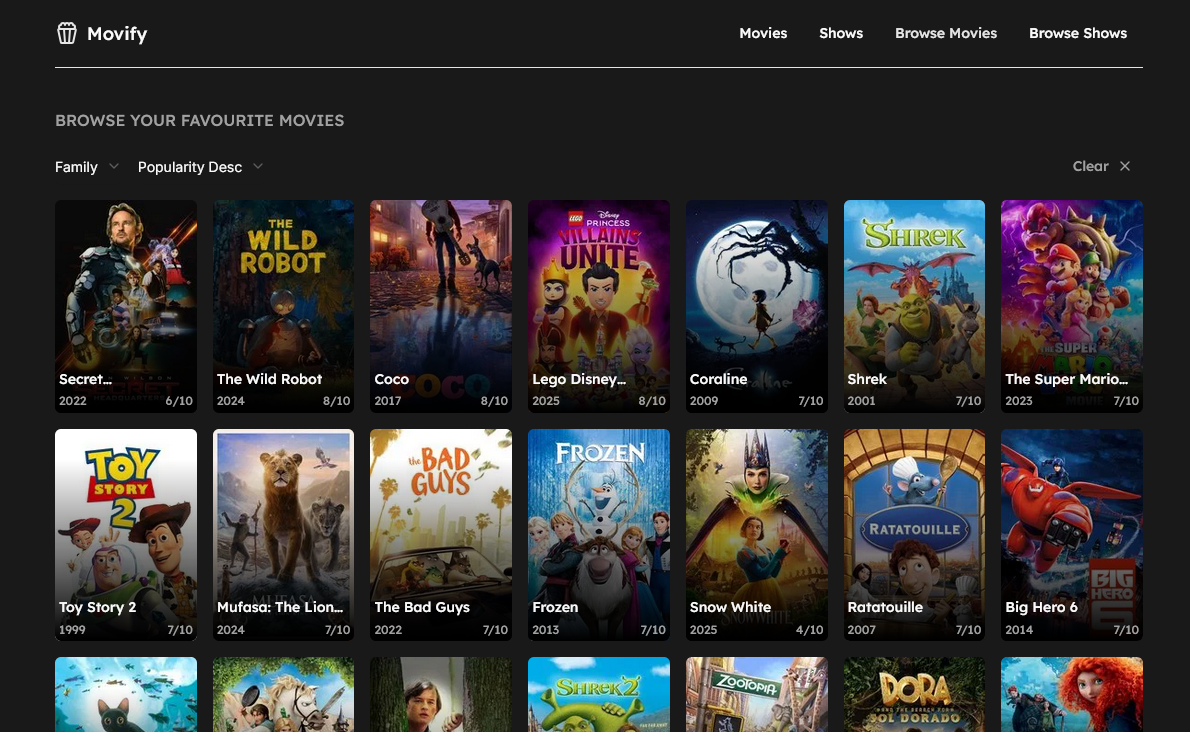 Movify
Movies
Shows
Browse Movies
Browse Shows
BROWSE YOUR FAVOURITE MOVIES
Family
Popularity Desc
Clear
Secret...
2022
6/10
THE
WILD
ROBOT
The Wild Robot
2024
8/10
COCO
Coco
2017
8/10
LEGO Disney
PRINCESS
VILLAINS
UNITE
Lego Disney...
2025
8/10
Coraline
2009
7/10
SHREK
Shrek
2001
7/10
THE SUPER
The Super Mario...
2023
7/10
TOY
STORY
2
Toy Story 2
1999
7/10
MUFASA
Mufasa: The Lion...
2024
7/10
the BAD
GUYS
The Bad Guys
2022
7/10
FROZEN
Frozen
2013
7/10
Snow White
2025
4/10
RATATOUILLE
Ratatouille
2007
7/10
BIG
HERO
6
Big Hero 6
2014
7/10
SHREK 2
ZOOTOPIA
DORA
AND THE SEARCH FOR
SOL DORADO